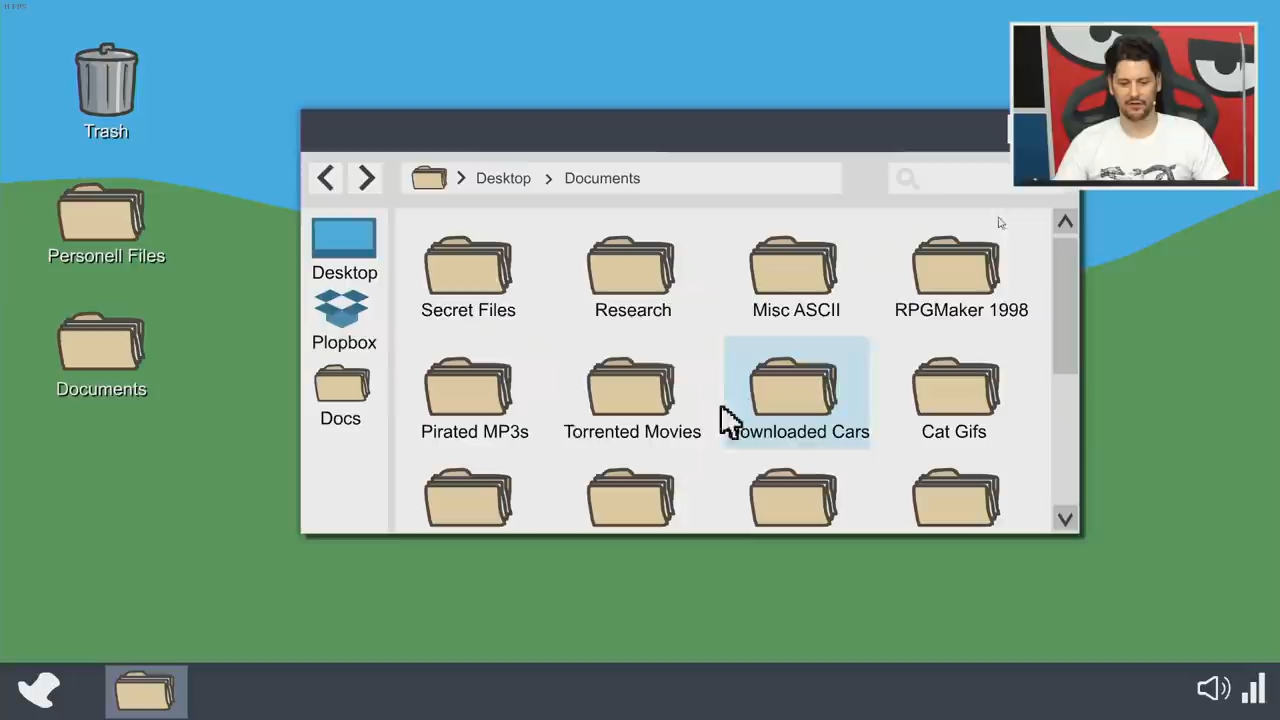 Trash
Personell Files
Documents
Desktop
Documents
Desktop
Plopbox
Docs
Secret Files
Research
Misc ASCII
RPGMaker 1998
Pirated MP3s
Torrented Movies
ownloaded Cars
Cat Gifs